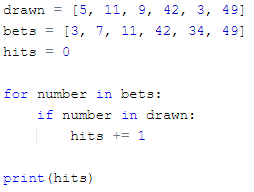 drawn = [5, 11, 9, 42, 3, 49]
bets = [3, 7, 11, 42, 34, 49]
hits = 0

for number in bets:
    if number in drawn:
        hits += 1

print(hits)